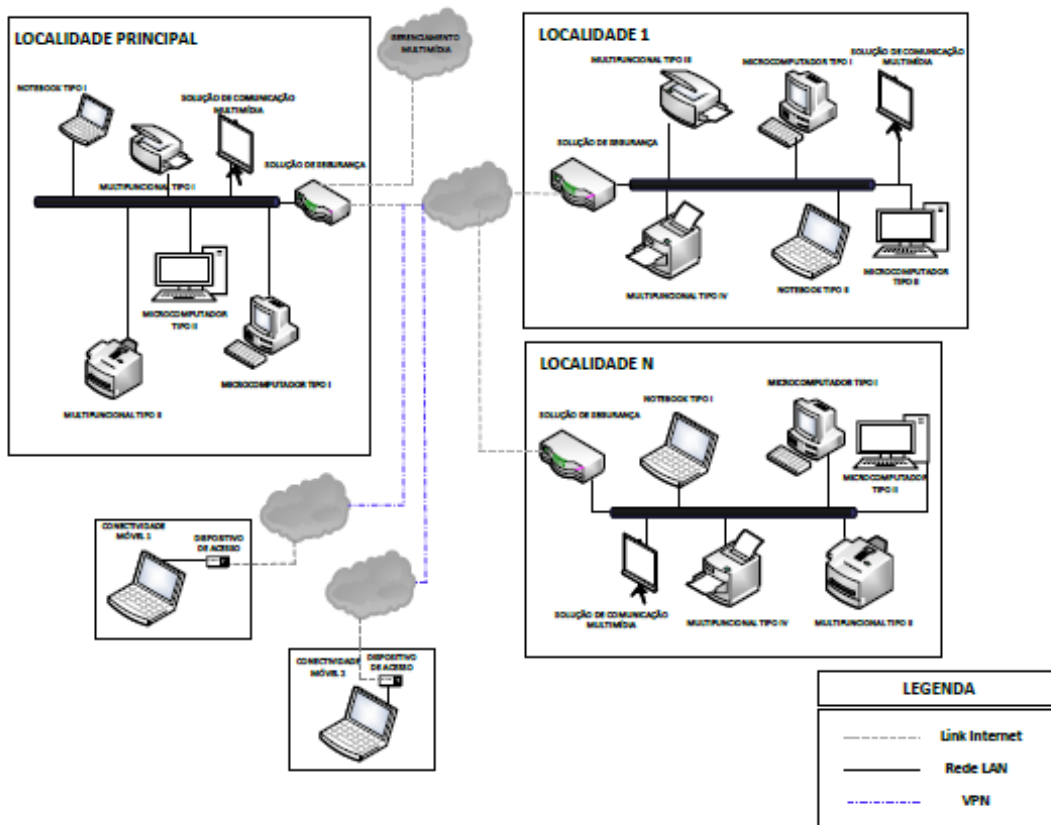 LOCALIDADE PRINCIPAL
NOTEBOOK TIPO I
SOLUÇÃO DE COMUNICAÇÃO
MULTIMÍDIA
MULTIFUNCIONAL TIPO I
SOLUÇÃO DE SEGURANÇA
MICROCOMPUTADOR
TIPO II
MULTIFUNCIONAL TIPO II
MICROCOMPUTADOR TIPO I
GERENCIAMENTO
MULTIMÍDIA
LOCALIDADE 1
MULTIFUNCIONAL TIPO III
MICROCOMPUTADOR TIPO I
SOLUÇÃO DE COMUNICAÇÃO
MULTIMÍDIA
SOLUÇÃO DE SEGURANÇA
MULTIFUNCIONAL TIPO IV
NOTEBOOK TIPO II
MICROCOMPUTADOR
TIPO II
LOCALIDADE N
SOLUÇÃO DE SEGURANÇA
NOTEBOOK TIPO I
MICROCOMPUTADOR TIPO I
MICROCOMPUTADOR
TIPO II
SOLUÇÃO DE COMUNICAÇÃO
MULTIMÍDIA
MULTIFUNCIONAL TIPO IV
MULTIFUNCIONAL TIPO II
CONECTIVIDADE
MÓVEL 1
DISPOSITIVO
DE ACESSO
CONECTIVIDADE
MÓVEL 2
DISPOSITIVO
DE ACESSO
LEGENDA
Link Internet
Rede LAN
VPN